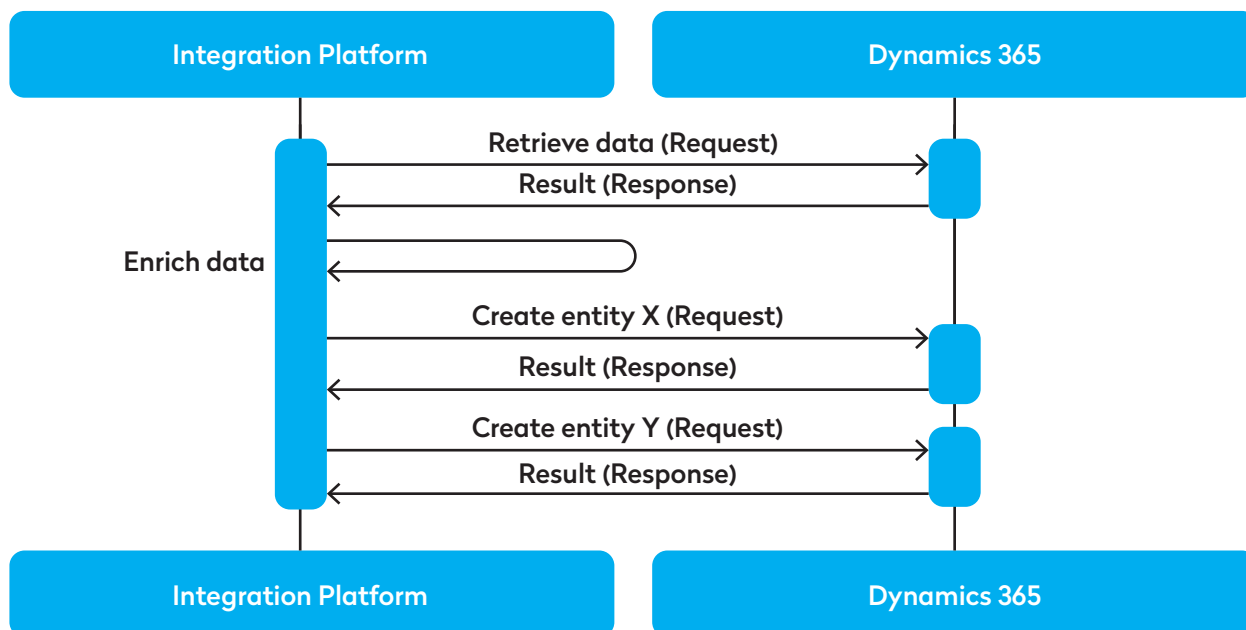 Integration Platform
Dynamics 365
Retrieve data (Request)
Result (Response)
Enrich data
Create entity X (Request)
Result (Response)
Create entity Y (Request)
Result (Response)
Integration Platform
Dynamics 365